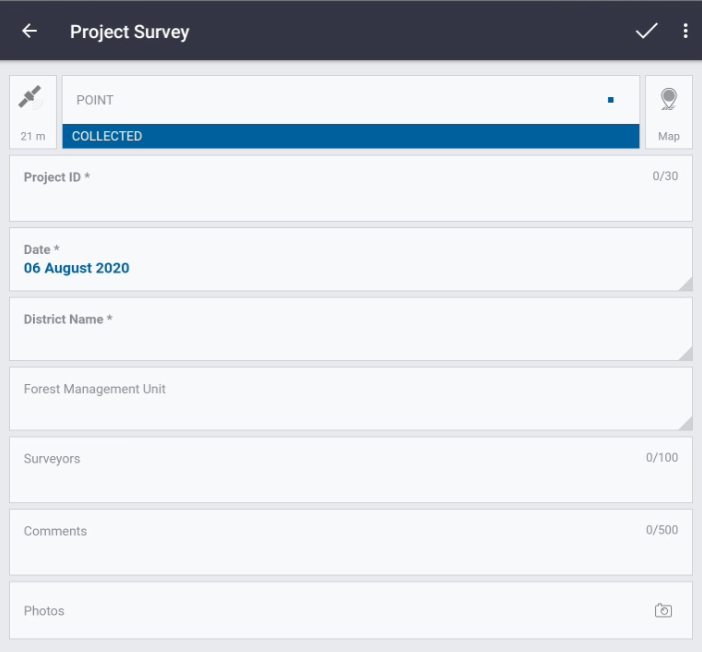 Project Survey
POINT
21 m
COLLECTED
Map
Project ID *
0/30
Date *
06 August 2020
District Name *
Forest Management Unit
Surveyors
0/100
Comments
0/500
Photos